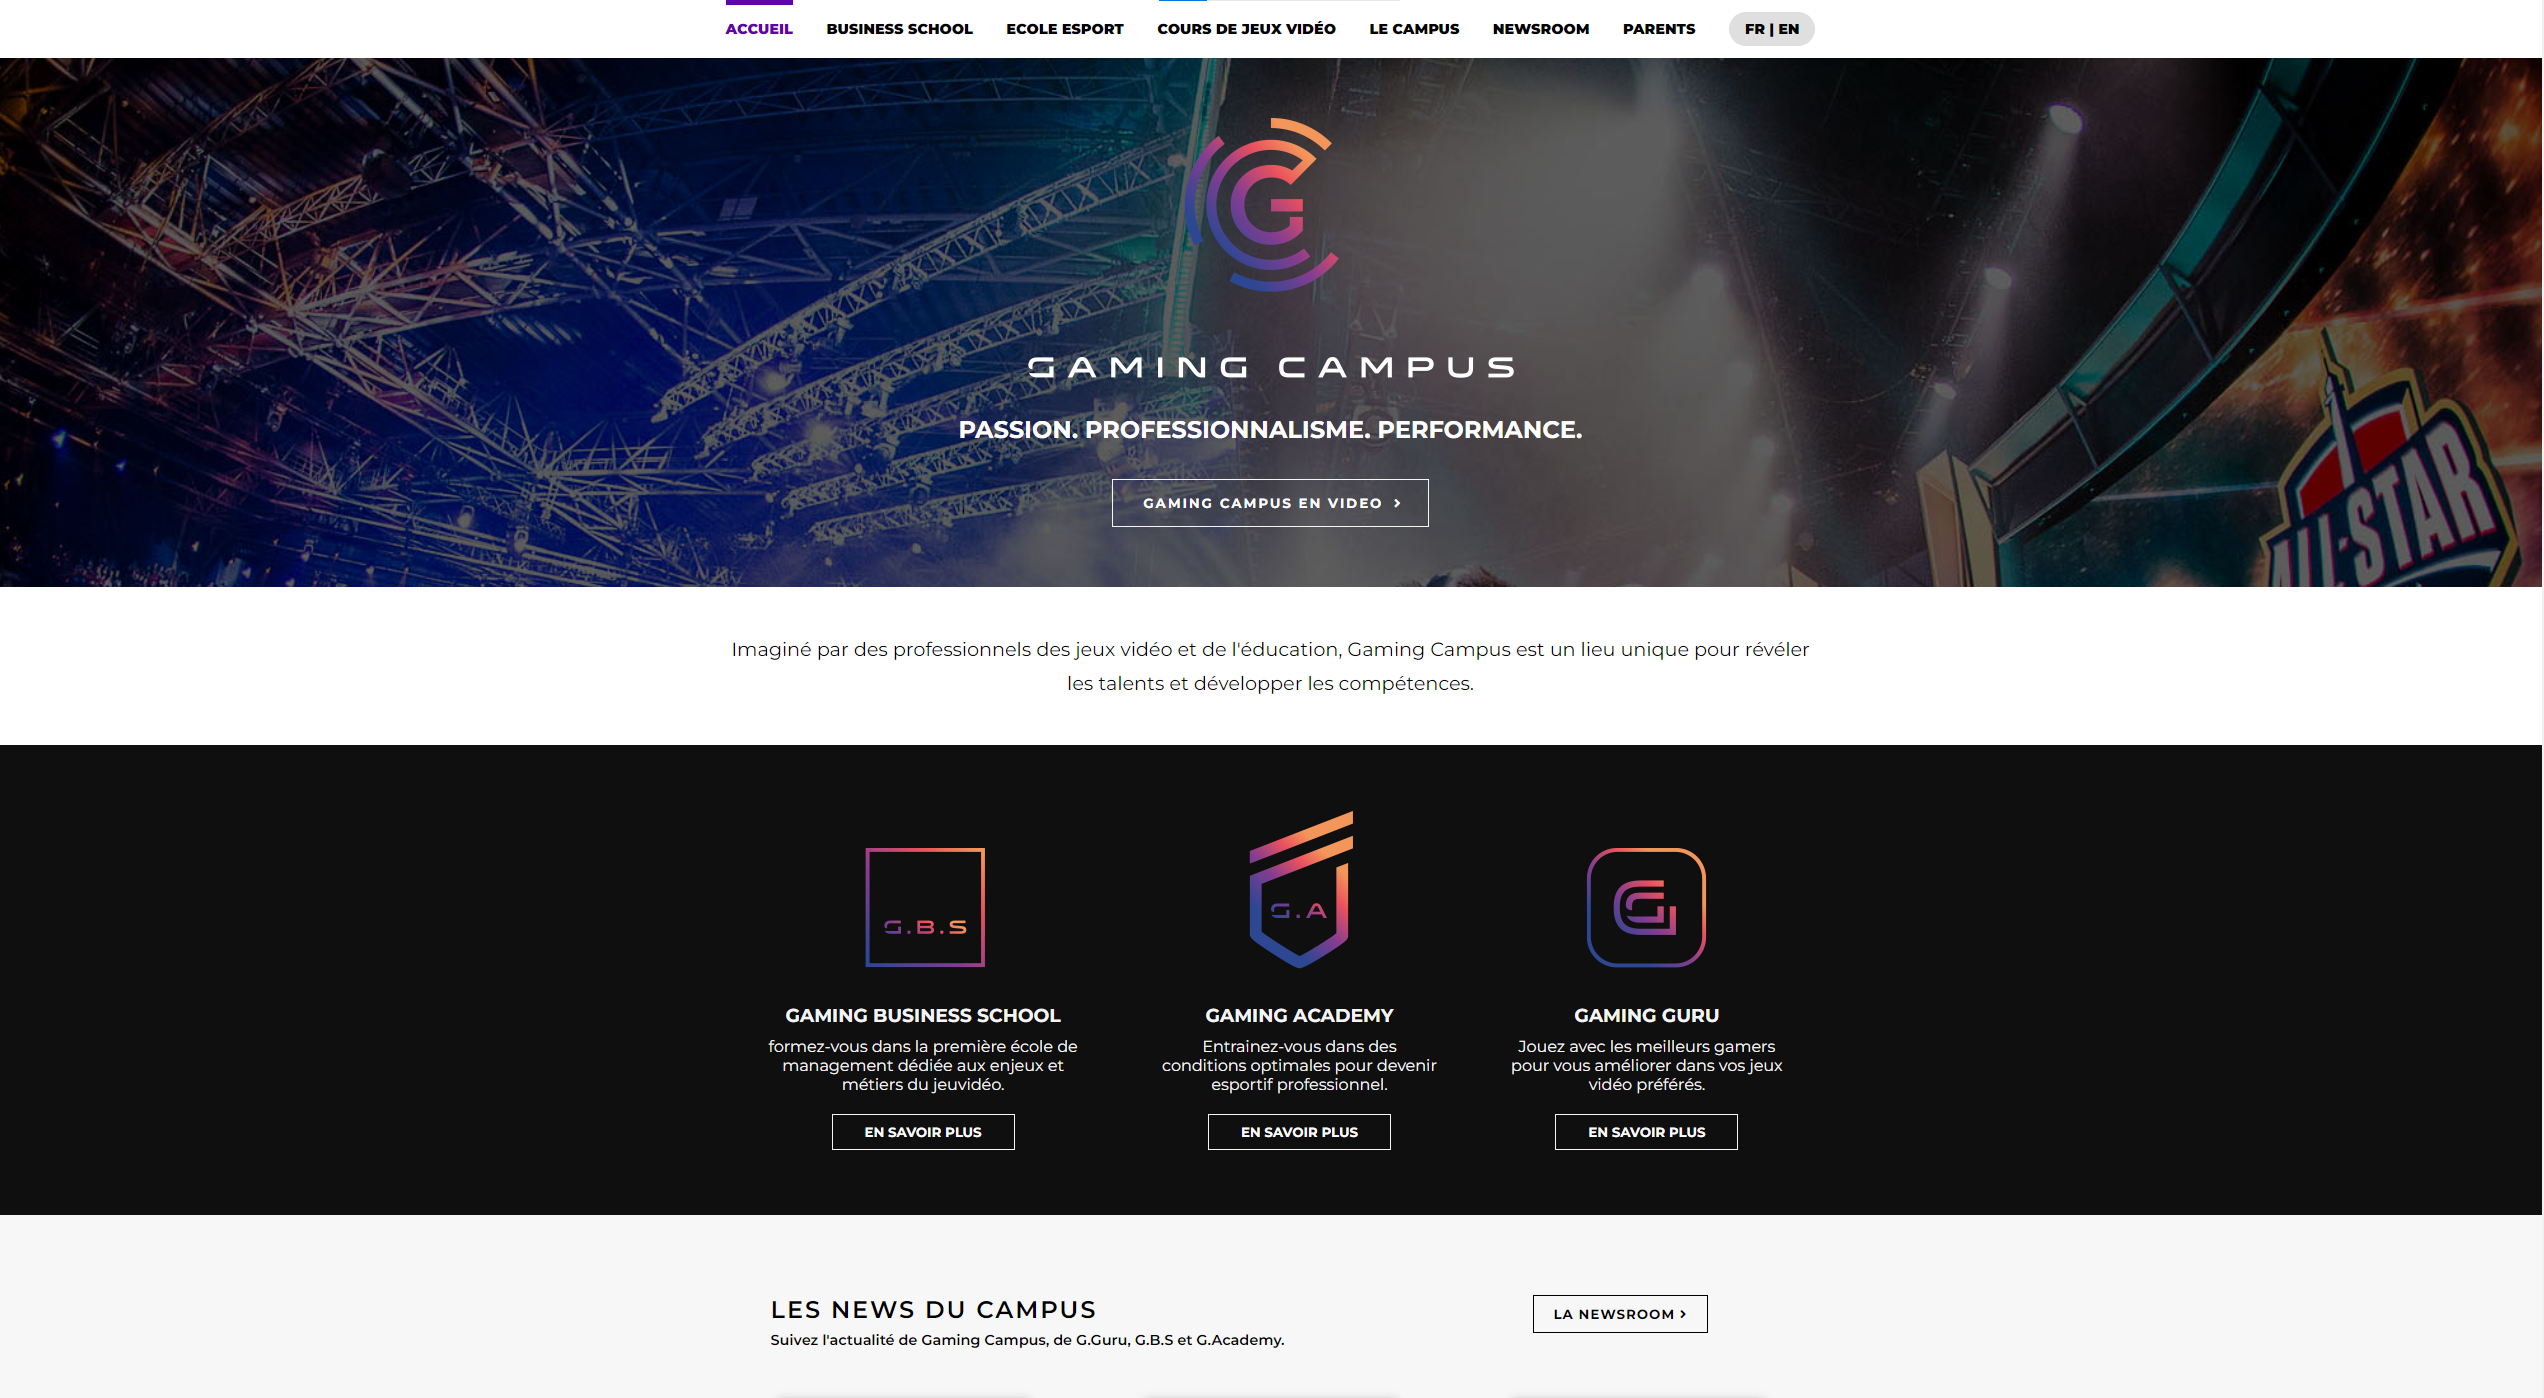 ACCUEIL BUSINESS SCHOOL ECOLE ESPORT COURS DE JEUX VIDÉO LE CAMPUS NEWSROOM PARENTS FR | EN
GAMING CAMPUS
PASSION. PROFESSIONNALISME. PERFORMANCE.
GAMING CAMPUS EN VIDEO
ALL-STAR
Imaginé par des professionnels des jeux vidéo et de l'éducation, Gaming Campus est un lieu unique pour révéler
les talents et développer les compétences.
G.B.S
GAMING BUSINESS SCHOOL
formez-vous dans la première école de
management dédiée aux enjeux et
métiers du jeuvidéo.
EN SAVOIR PLUS
G.A
GAMING ACADEMY
Entrainez-vous dans des
conditions optimales pour devenir
esportif professionnel.
EN SAVOIR PLUS
G
GAMING GURU
Jouez avec les meilleurs gamers
pour vous améliorer dans vos jeux
vidéo préférés.
EN SAVOIR PLUS
LES NEWS DU CAMPUS
Suivez l'actualité de Gaming Campus, de G.Guru, G.B.S et G.Academy.
LA NEWSROOM